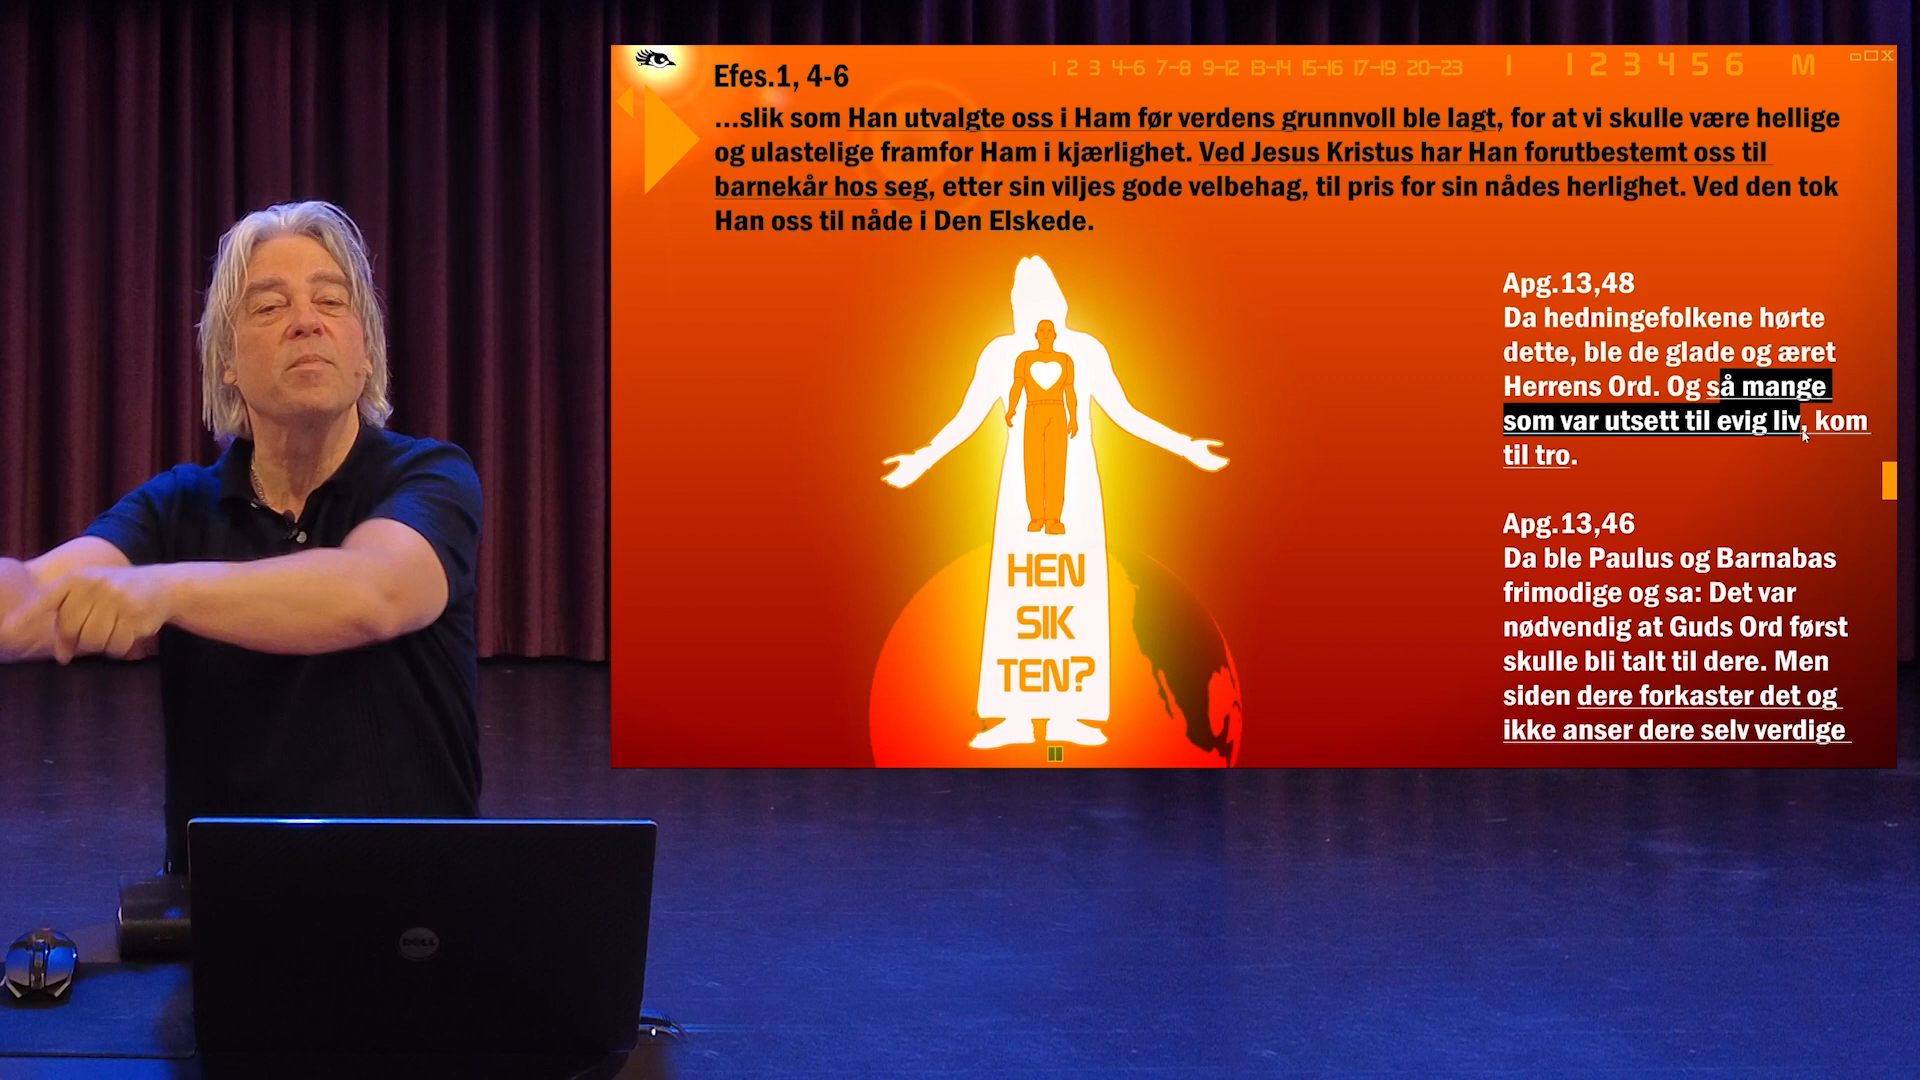 Efes.1, 4-6
1 2 3 4-6 7-8 9-12 13-14 15-16 17-19 20-23 1 1 2 3 4 5 6 M
...slik som Han utvalgte oss i Ham før verdens grunnvoll ble lagt, for at vi skulle være hellige
og ulastelige framfor Ham i kjærlighet. Ved Jesus Kristus har Han forutbestemt oss til
barnekår hos seg, etter sin viljes gode velbehag, til pris for sin nådes herlighet. Ved den tok
Han oss til nåde i Den Elskede.
HEN
SIK
TEN?
Apg.13,48
Da hedningefolkene hørte
dette, ble de glade og æret
Herrens Ord. Og så mange
som var utsett til evig liv, kom
til tro.
Apg.13,46
Da ble Paulus og Barnabas
frimodige og sa: Det var
nødvendig at Guds Ord først
skulle bli talt til dere. Men
siden dere forkaster det og
ikke anser dere selv verdige
DELL